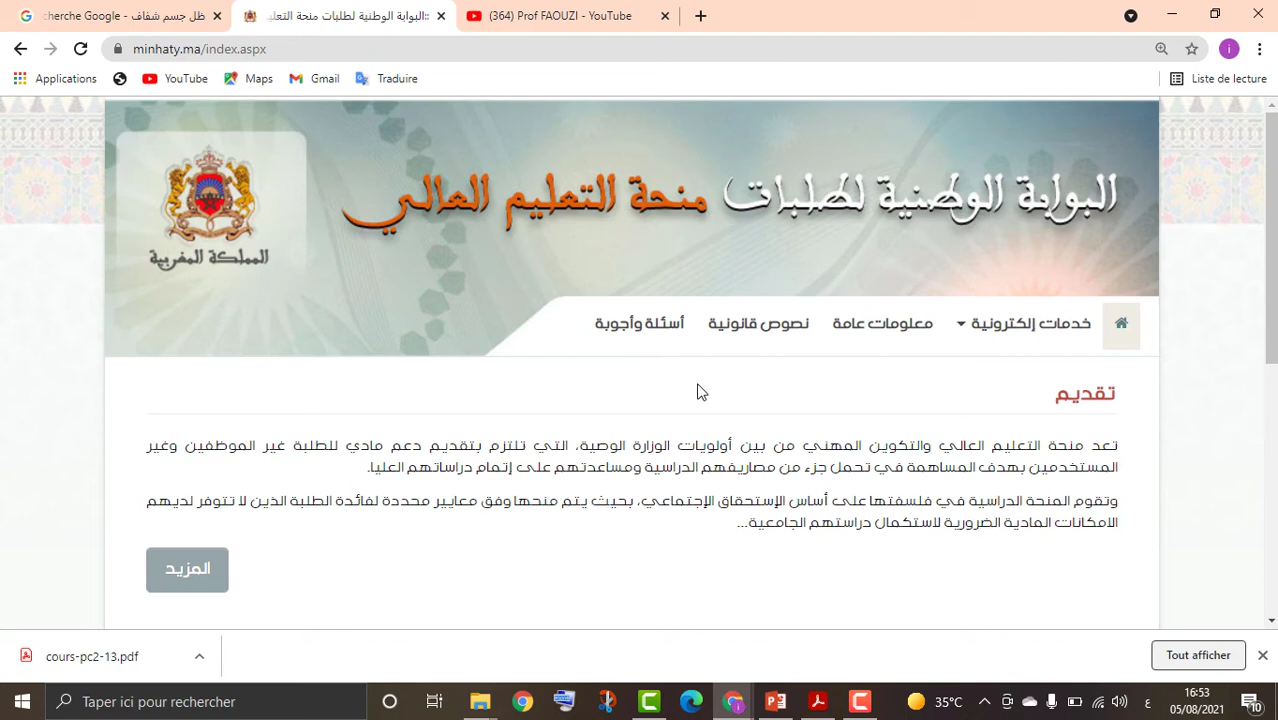 ظل جسم شفاف - cherche Google
::البوابة الوطنية لطلبات منحة التعليم
(364) Prof FAOUZI - YouTube
minhaty.ma/index.aspx
i
Applications
YouTube
Maps
Gmail
Traduire
Liste de lecture
المملكة المغربية
البوابة الوطنية لطلبات منحة التعليم العالي
خدمات إلكترونية
معلومات عامة
نصوص قانونية
أسئلة وأجوبة
تقديم
تعد منحة التعليم العالي والتكوين المهني من بين أولويات الوزارة الوصية، التي تلتزم بتقديم دعم مادي للطلبة غير الموظفين وغير
المستخدمين بهدف المساهمة في تحمل جزء من مصاريفهم الدراسية ومساعدتهم على إتمام دراساتهم العليا.
وتقوم المنحة الدراسية في فلسفتها على أساس الإستحقاق الإجتماعي، بحيث يتم منحها وفق معايير محددة لفائدة الطلبة الذين لا تتوفر لديهم
الامكانات المادية الضرورية لاستكمال دراستهم الجامعية...
المزيد
cours-pc2-13.pdf
Tout afficher
Taper ici pour rechercher
35°C
ع
16:53
05/08/2021
10